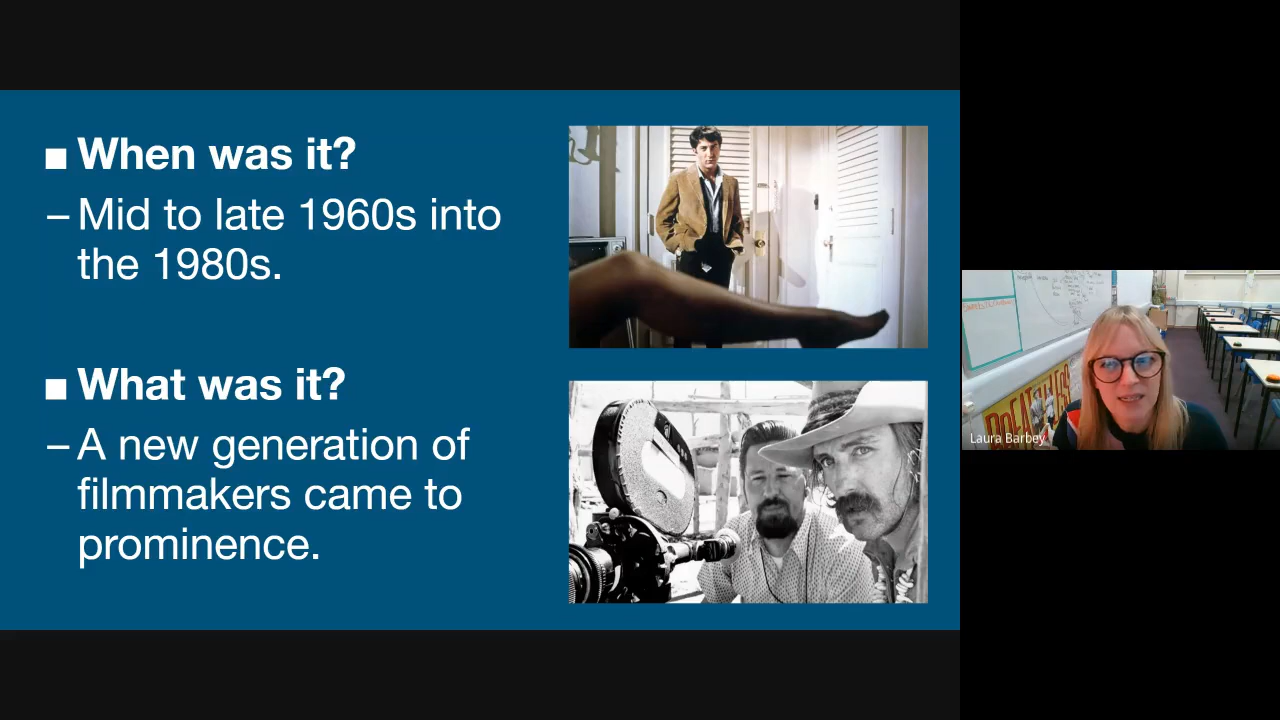 ■ When was it?
– Mid to late 1960s into
the 1980s.
■ What was it?
– A new generation of
filmmakers came to
prominence.
Laura Barbey